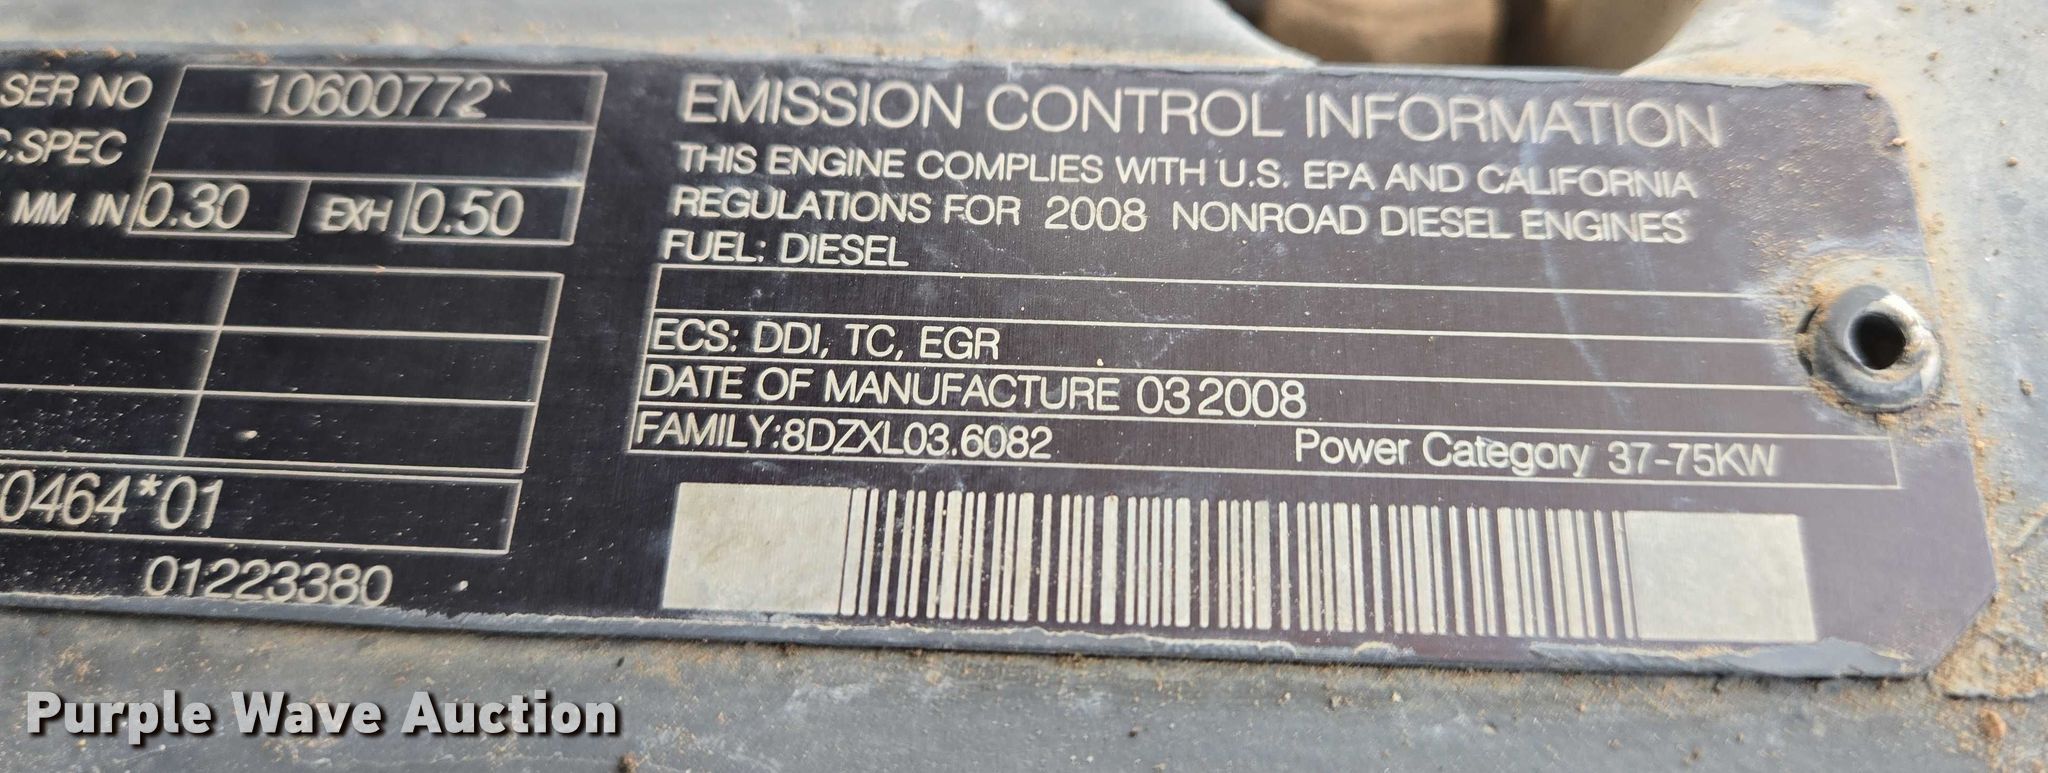 SER NO 10600772
C.SPEC
MM IN 0.30 EXH 0.50
0464*01
01223380
EMISSION CONTROL INFORMATION
THIS ENGINE COMPLIES WITH U.S. EPA AND CALIFORNIA
REGULATIONS FOR 2008 NONROAD DIESEL ENGINES
FUEL: DIESEL
ECS: DDI, TC, EGR
DATE OF MANUFACTURE 03 2008
FAMILY:8DZXL03.6082 Power Category 37-75KW
Purple Wave Auction